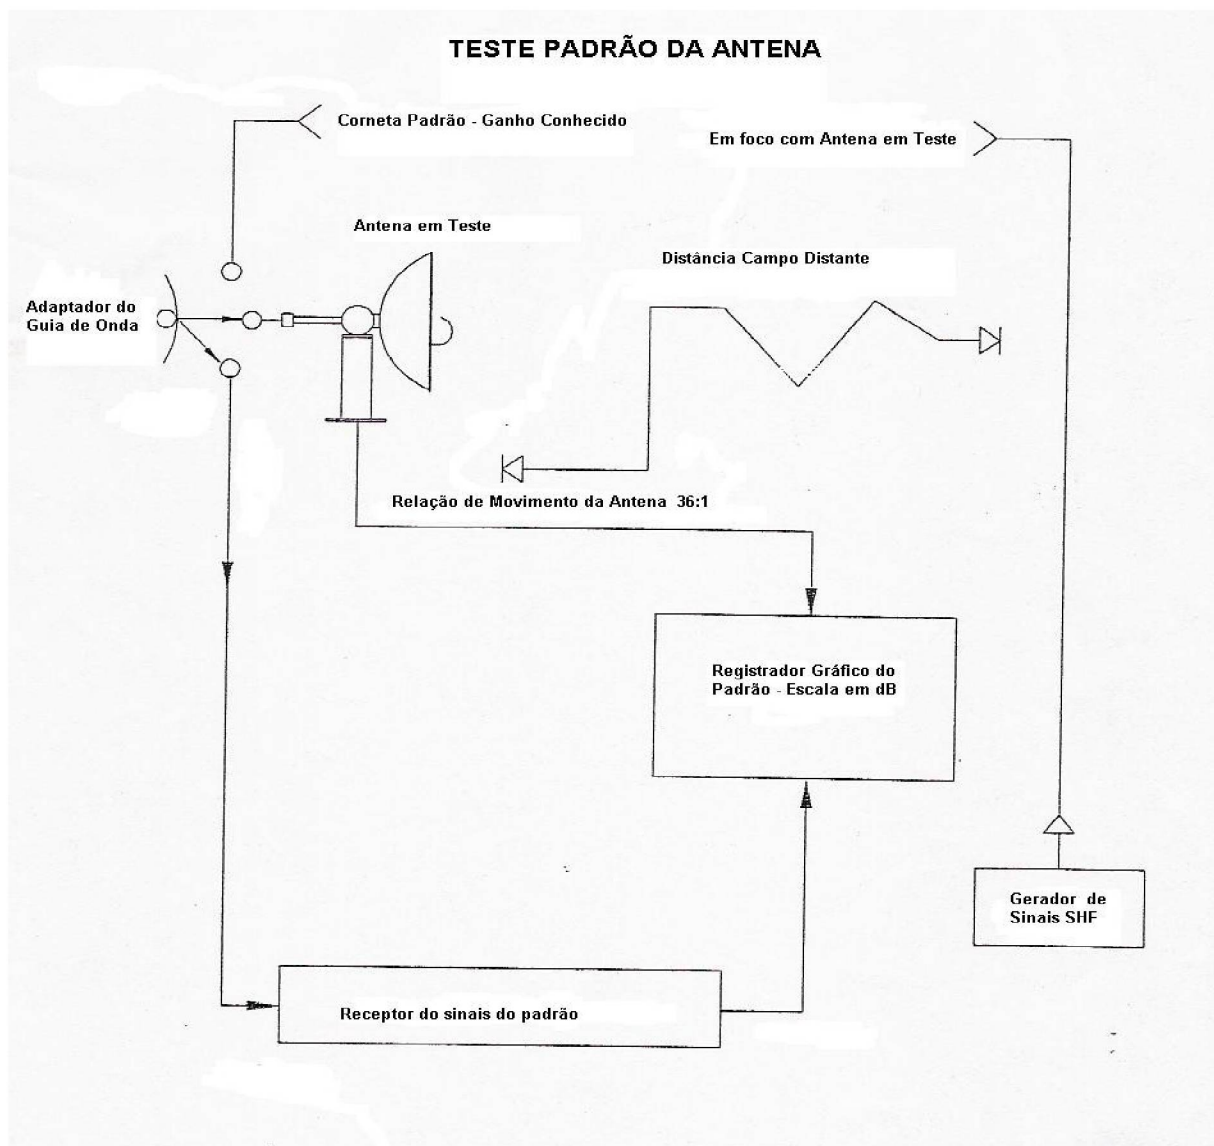 TESTE PADRÃO DA ANTENA
Corneta Padrão - Ganho Conhecido
Em foco com Antena em Teste
Antena em Teste
Distância Campo Distante
Adaptador do
Guia de Onda
Relação de Movimento da Antena 36:1
Registrador Gráfico do
Padrão - Escala em dB
Gerador de
Sinais SHF
Receptor do sinais do padrão